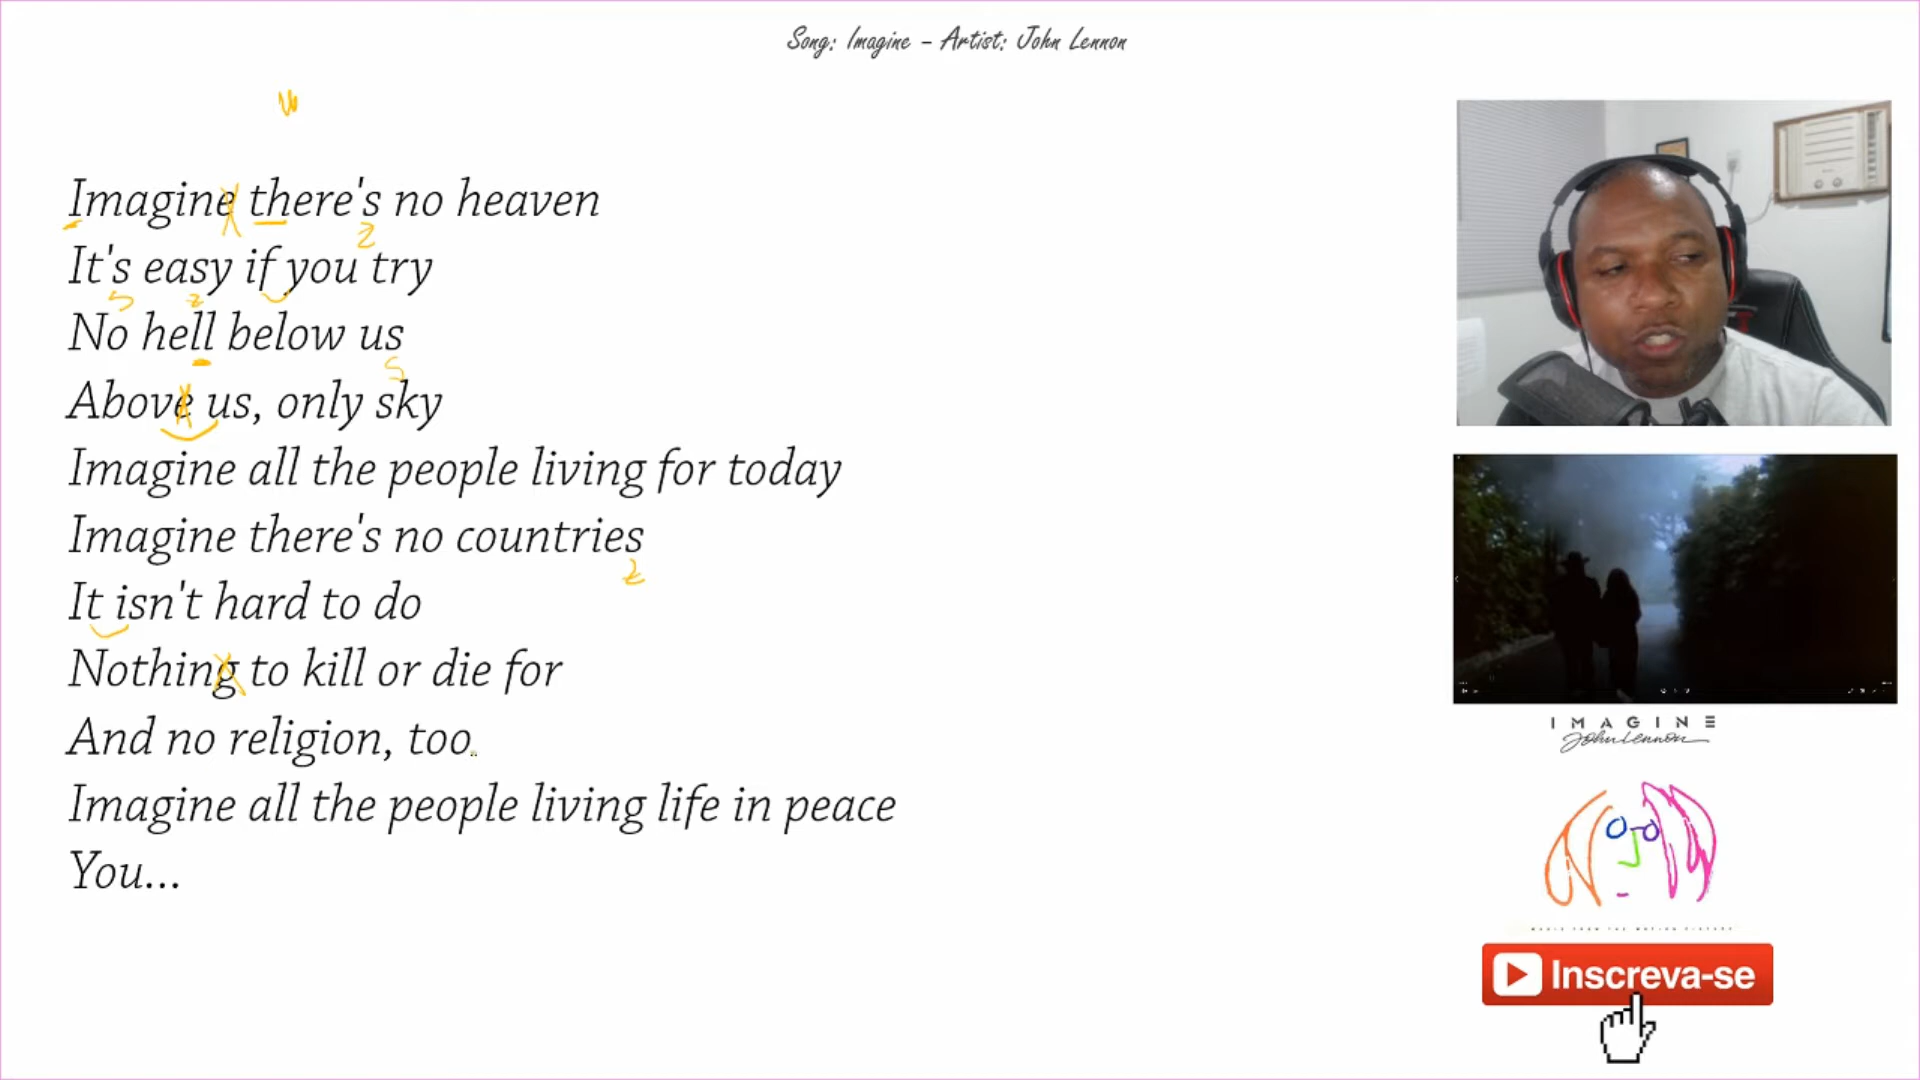 Song: Imagine – Artist: John Lennon
Imagine there's no heaven
z
It's easy if you try
s z
No hell below us
s
Above us, only sky
Imagine all the people living for today
Imagine there's no countries
z
It isn't hard to do
Nothing to kill or die for
And no religion, too
Imagine all the people living life in peace
You...
IMAGINE
John Lennon
Inscreva-se